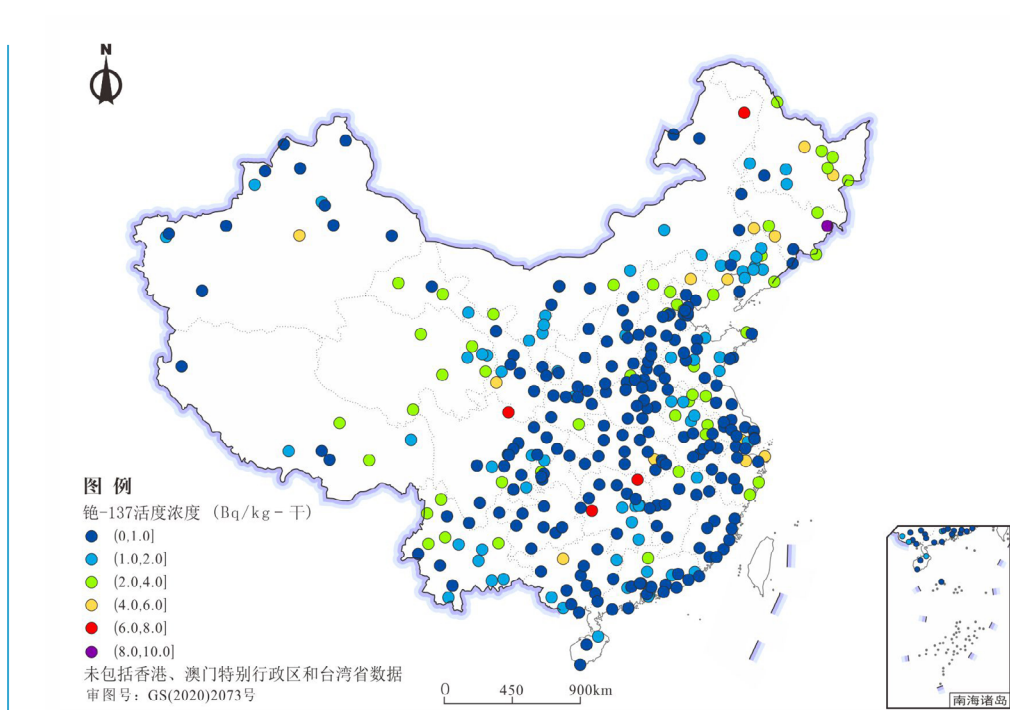 N
图 例
铯-137活度浓度 (Bq/kg-干)
(0,1.0]
(1.0,2.0]
(2.0,4.0]
(4.0,6.0]
(6.0,8.0]
(8.0,10.0]
未包括香港、澳门特别行政区和台湾省数据
审图号: GS(2020)2073号
0 450 900km
南海诸岛